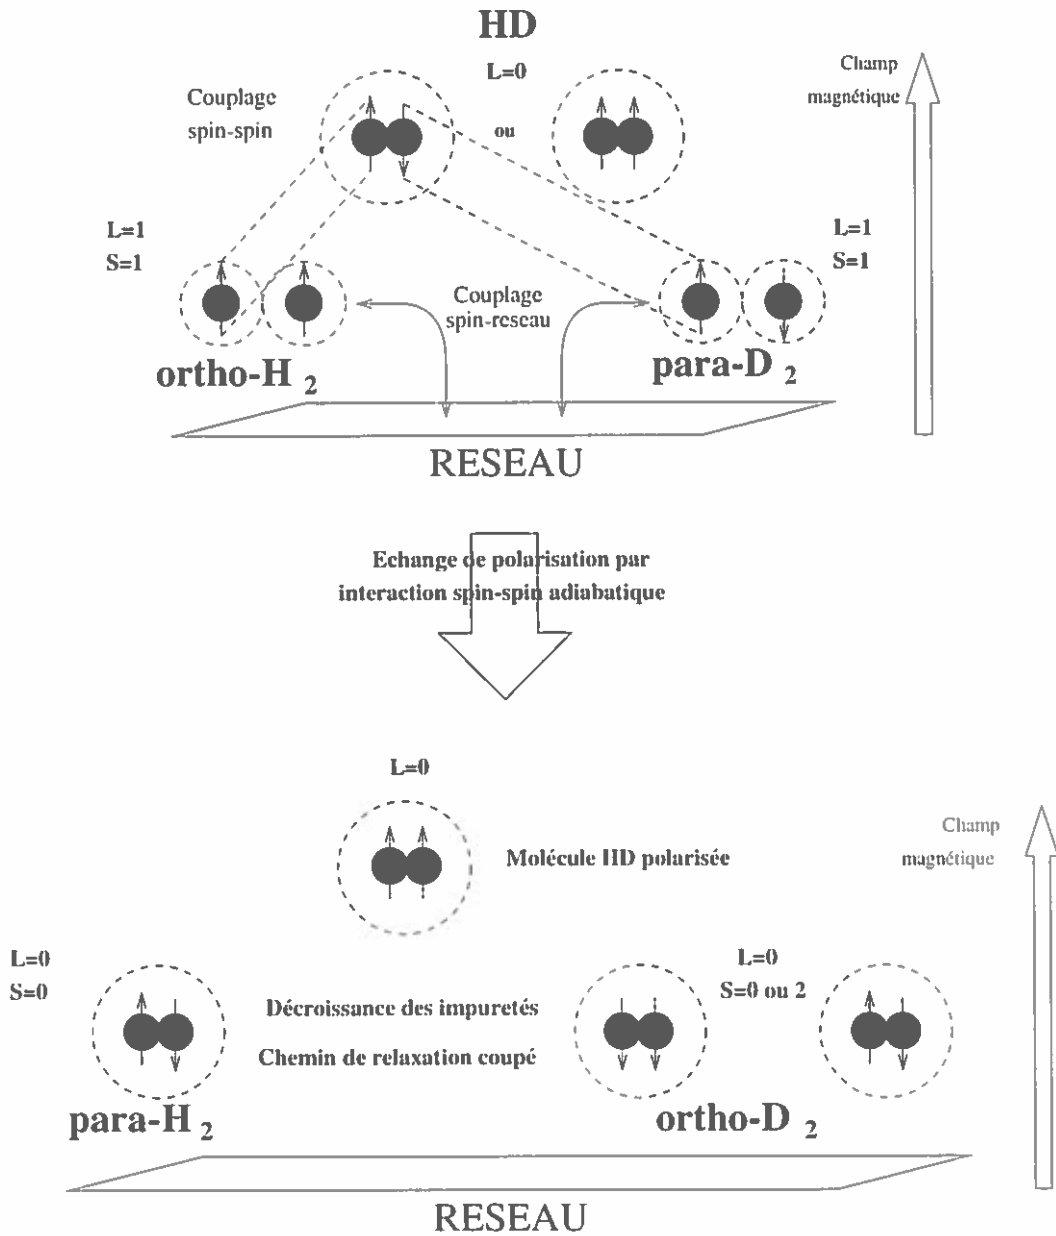 HD
L=0
Champ
magnétique
Couplage
spin-spin
ou
L=1
S=1
L=1
S=1
Couplage
spin-reseau
ortho-H 2
para-D 2
RESEAU
Echange de polarisation par
interaction spin-spin adiabatique
L=0
Champ
magnétique
Molécule HD polarisée
L=0
S=0
L=0
S=0 ou 2
Décroissance des impuretés
Chemin de relaxation coupé
para-H 2
ortho-D 2
RESEAU